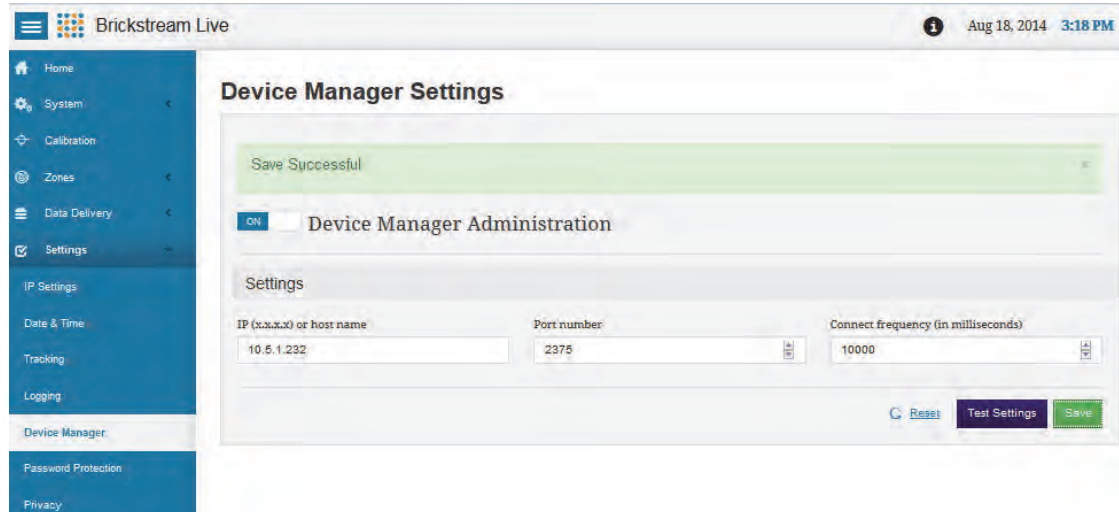 Brickstream Live
Aug 18, 2014 3:18 PM
Home
System
Calibration
Zones
Data Delivery
Settings
IP Settings
Date & Time
Tracking
Logging
Device Manager
Password Protection
Privacy
Device Manager Settings
Save Successful
×
ON
Device Manager Administration
Settings
IP (x.x.x.x) or host name
Port number
Connect frequency (in milliseconds)
10.5.1.232
2375
10000
Reset
Test Settings
Save